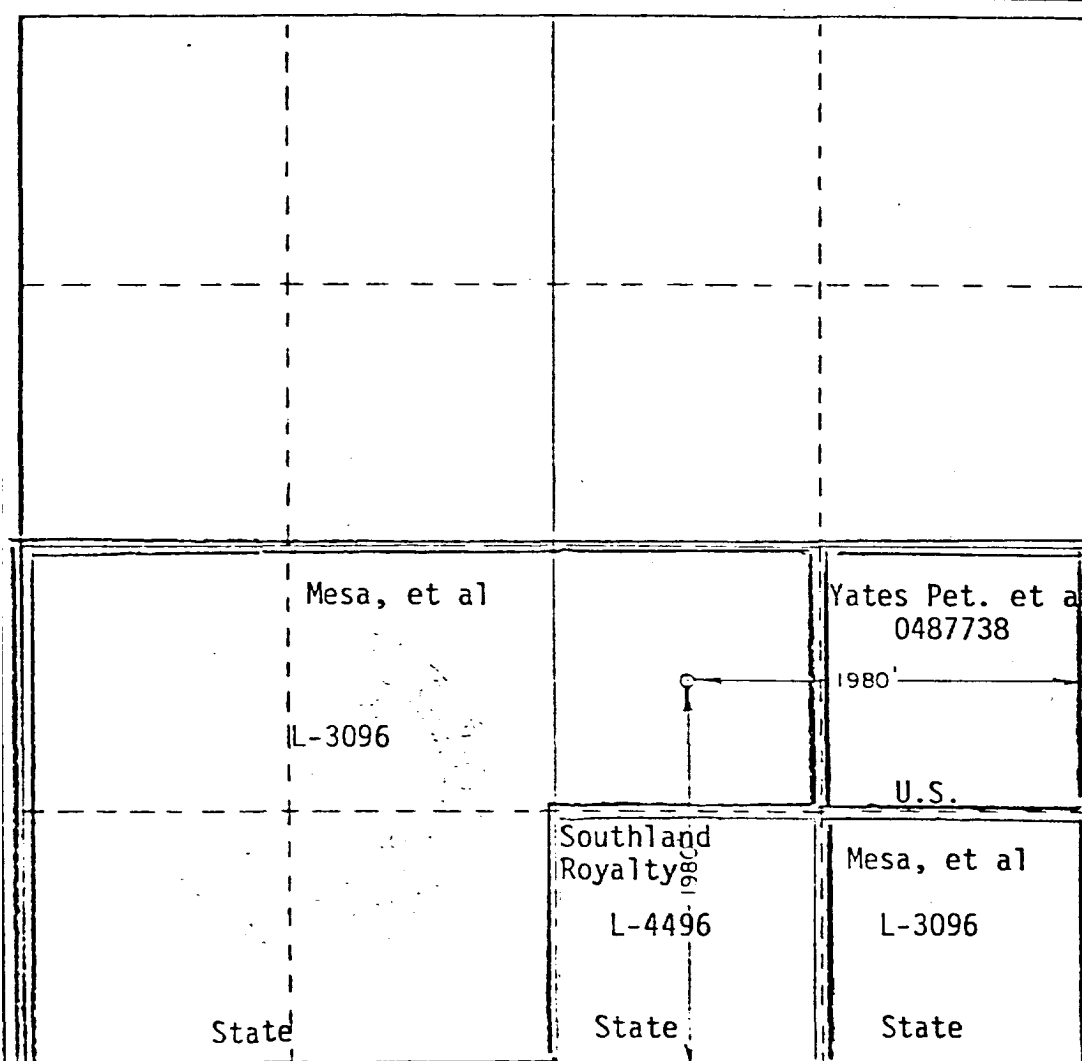 Mesa, et al
L-3096
State
Yates Pet. et a
0487738
1980'
U.S.
Southland
Royalty
1980
L-4496
State
Mesa, et al
L-3096
State